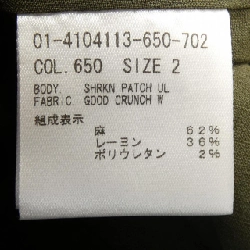 01-4104113-650-702
COL. 650 SIZE 2
BODY. SHRKN PATCH UL
FABRIC. GOOD CRUNCH W
組成表示
麻 62%
レーヨン 36%
ポリウレタン 2%